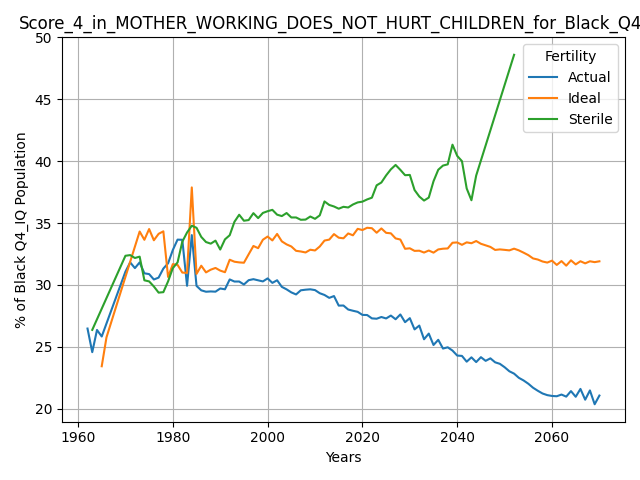 Score_4_in_MOTHER_WORKING_DOES_NOT_HURT_CHILDREN_for_Black_Q4
50
45
40
35
30
25
20
% of Black Q4_IQ Population
Fertility
Actual
Ideal
Sterile
1960
1980
2000
2020
2040
2060
Years